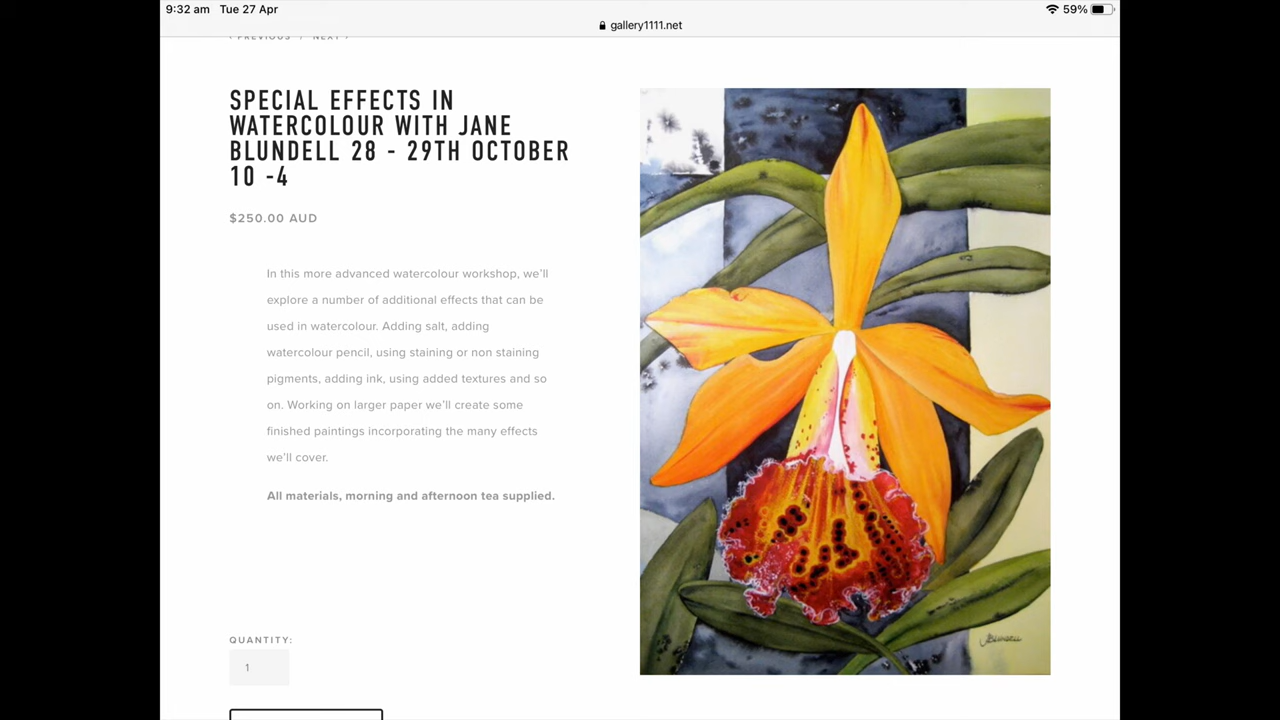 9:32 am Tue 27 Apr
59%
gallery1111.net
PREVIOUS / NEXT
SPECIAL EFFECTS IN
WATERCOLOUR WITH JANE
BLUNDELL 28 - 29TH OCTOBER
10 -4
$250.00 AUD
In this more advanced watercolour workshop, we'll
explore a number of additional effects that can be
used in watercolour. Adding salt, adding
watercolour pencil, using staining or non staining
pigments, adding ink, using added textures and so
on. Working on larger paper we'll create some
finished paintings incorporating the many effects
we'll cover.
All materials, morning and afternoon tea supplied.
QUANTITY:
1